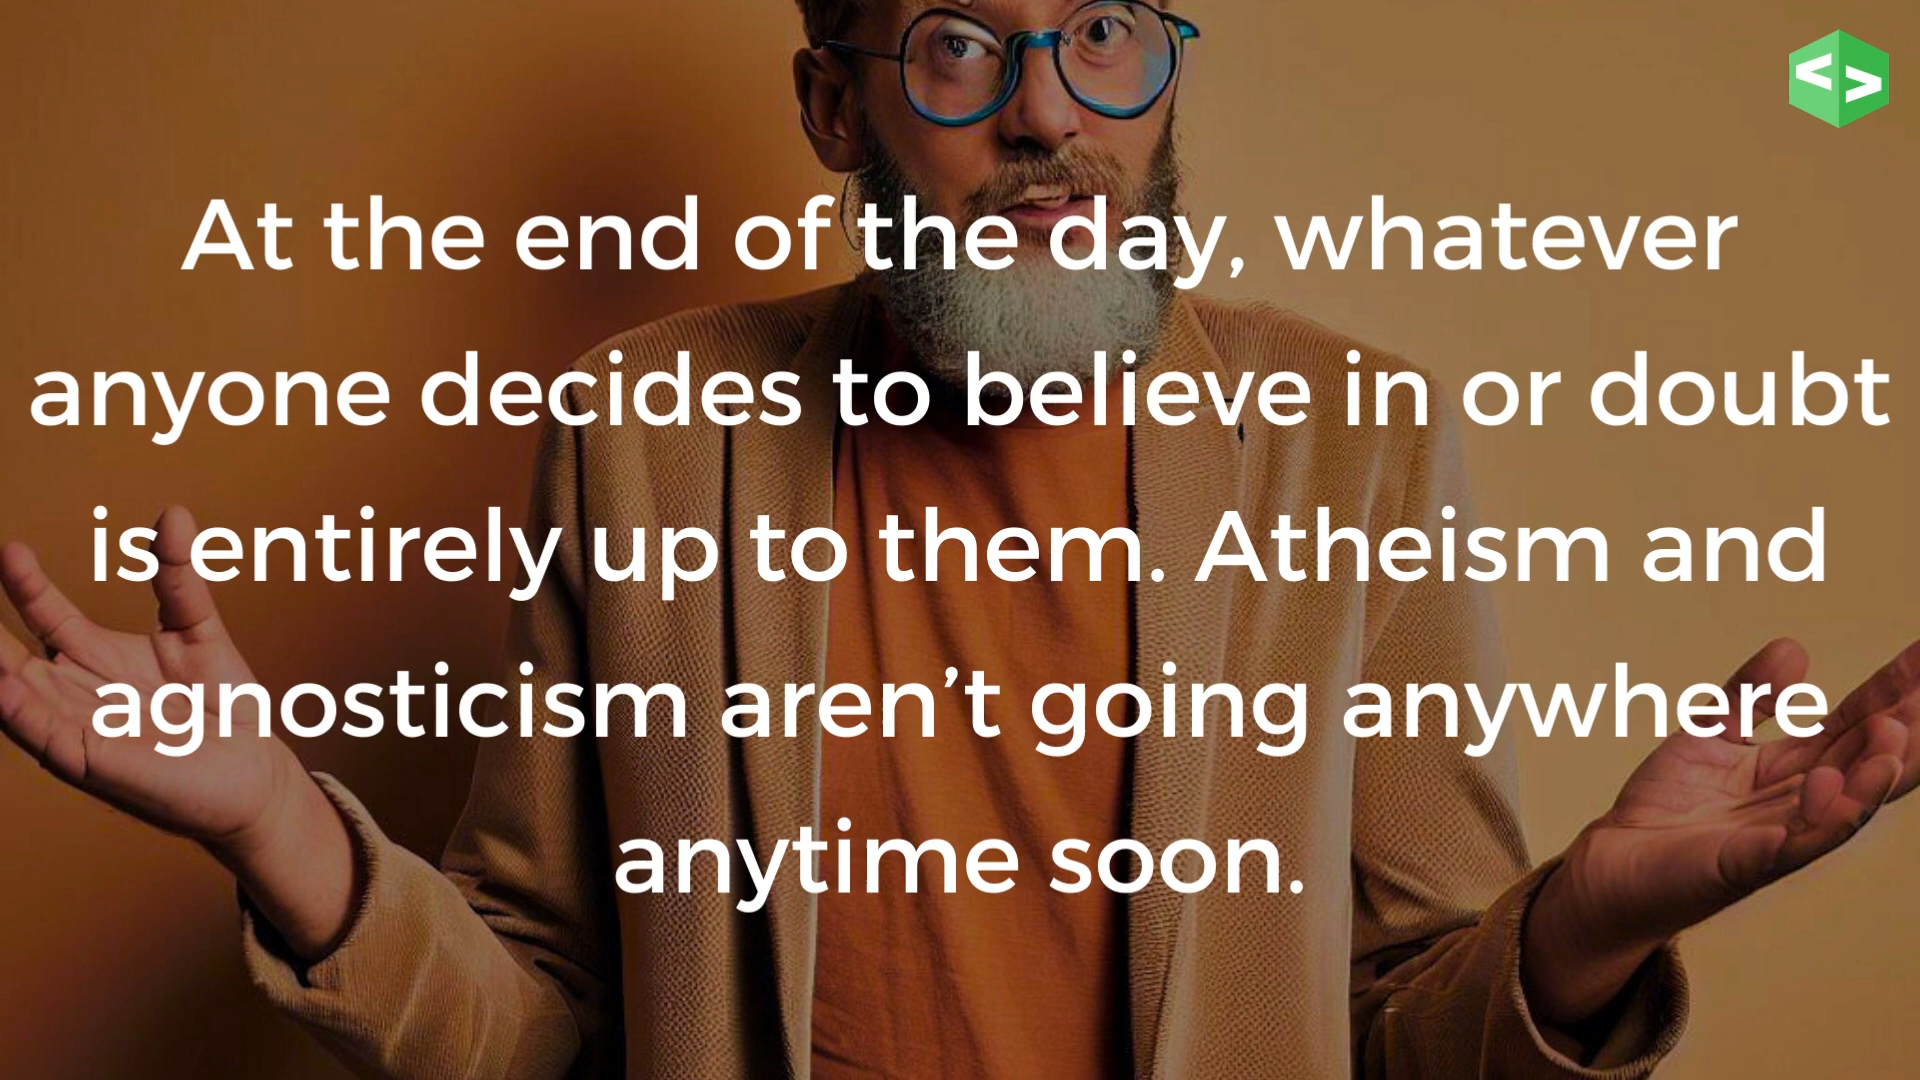 At the end of the day, whatever
anyone decides to believe in or doubt
is entirely up to them. Atheism and
agnosticism aren’t going anywhere
anytime soon.